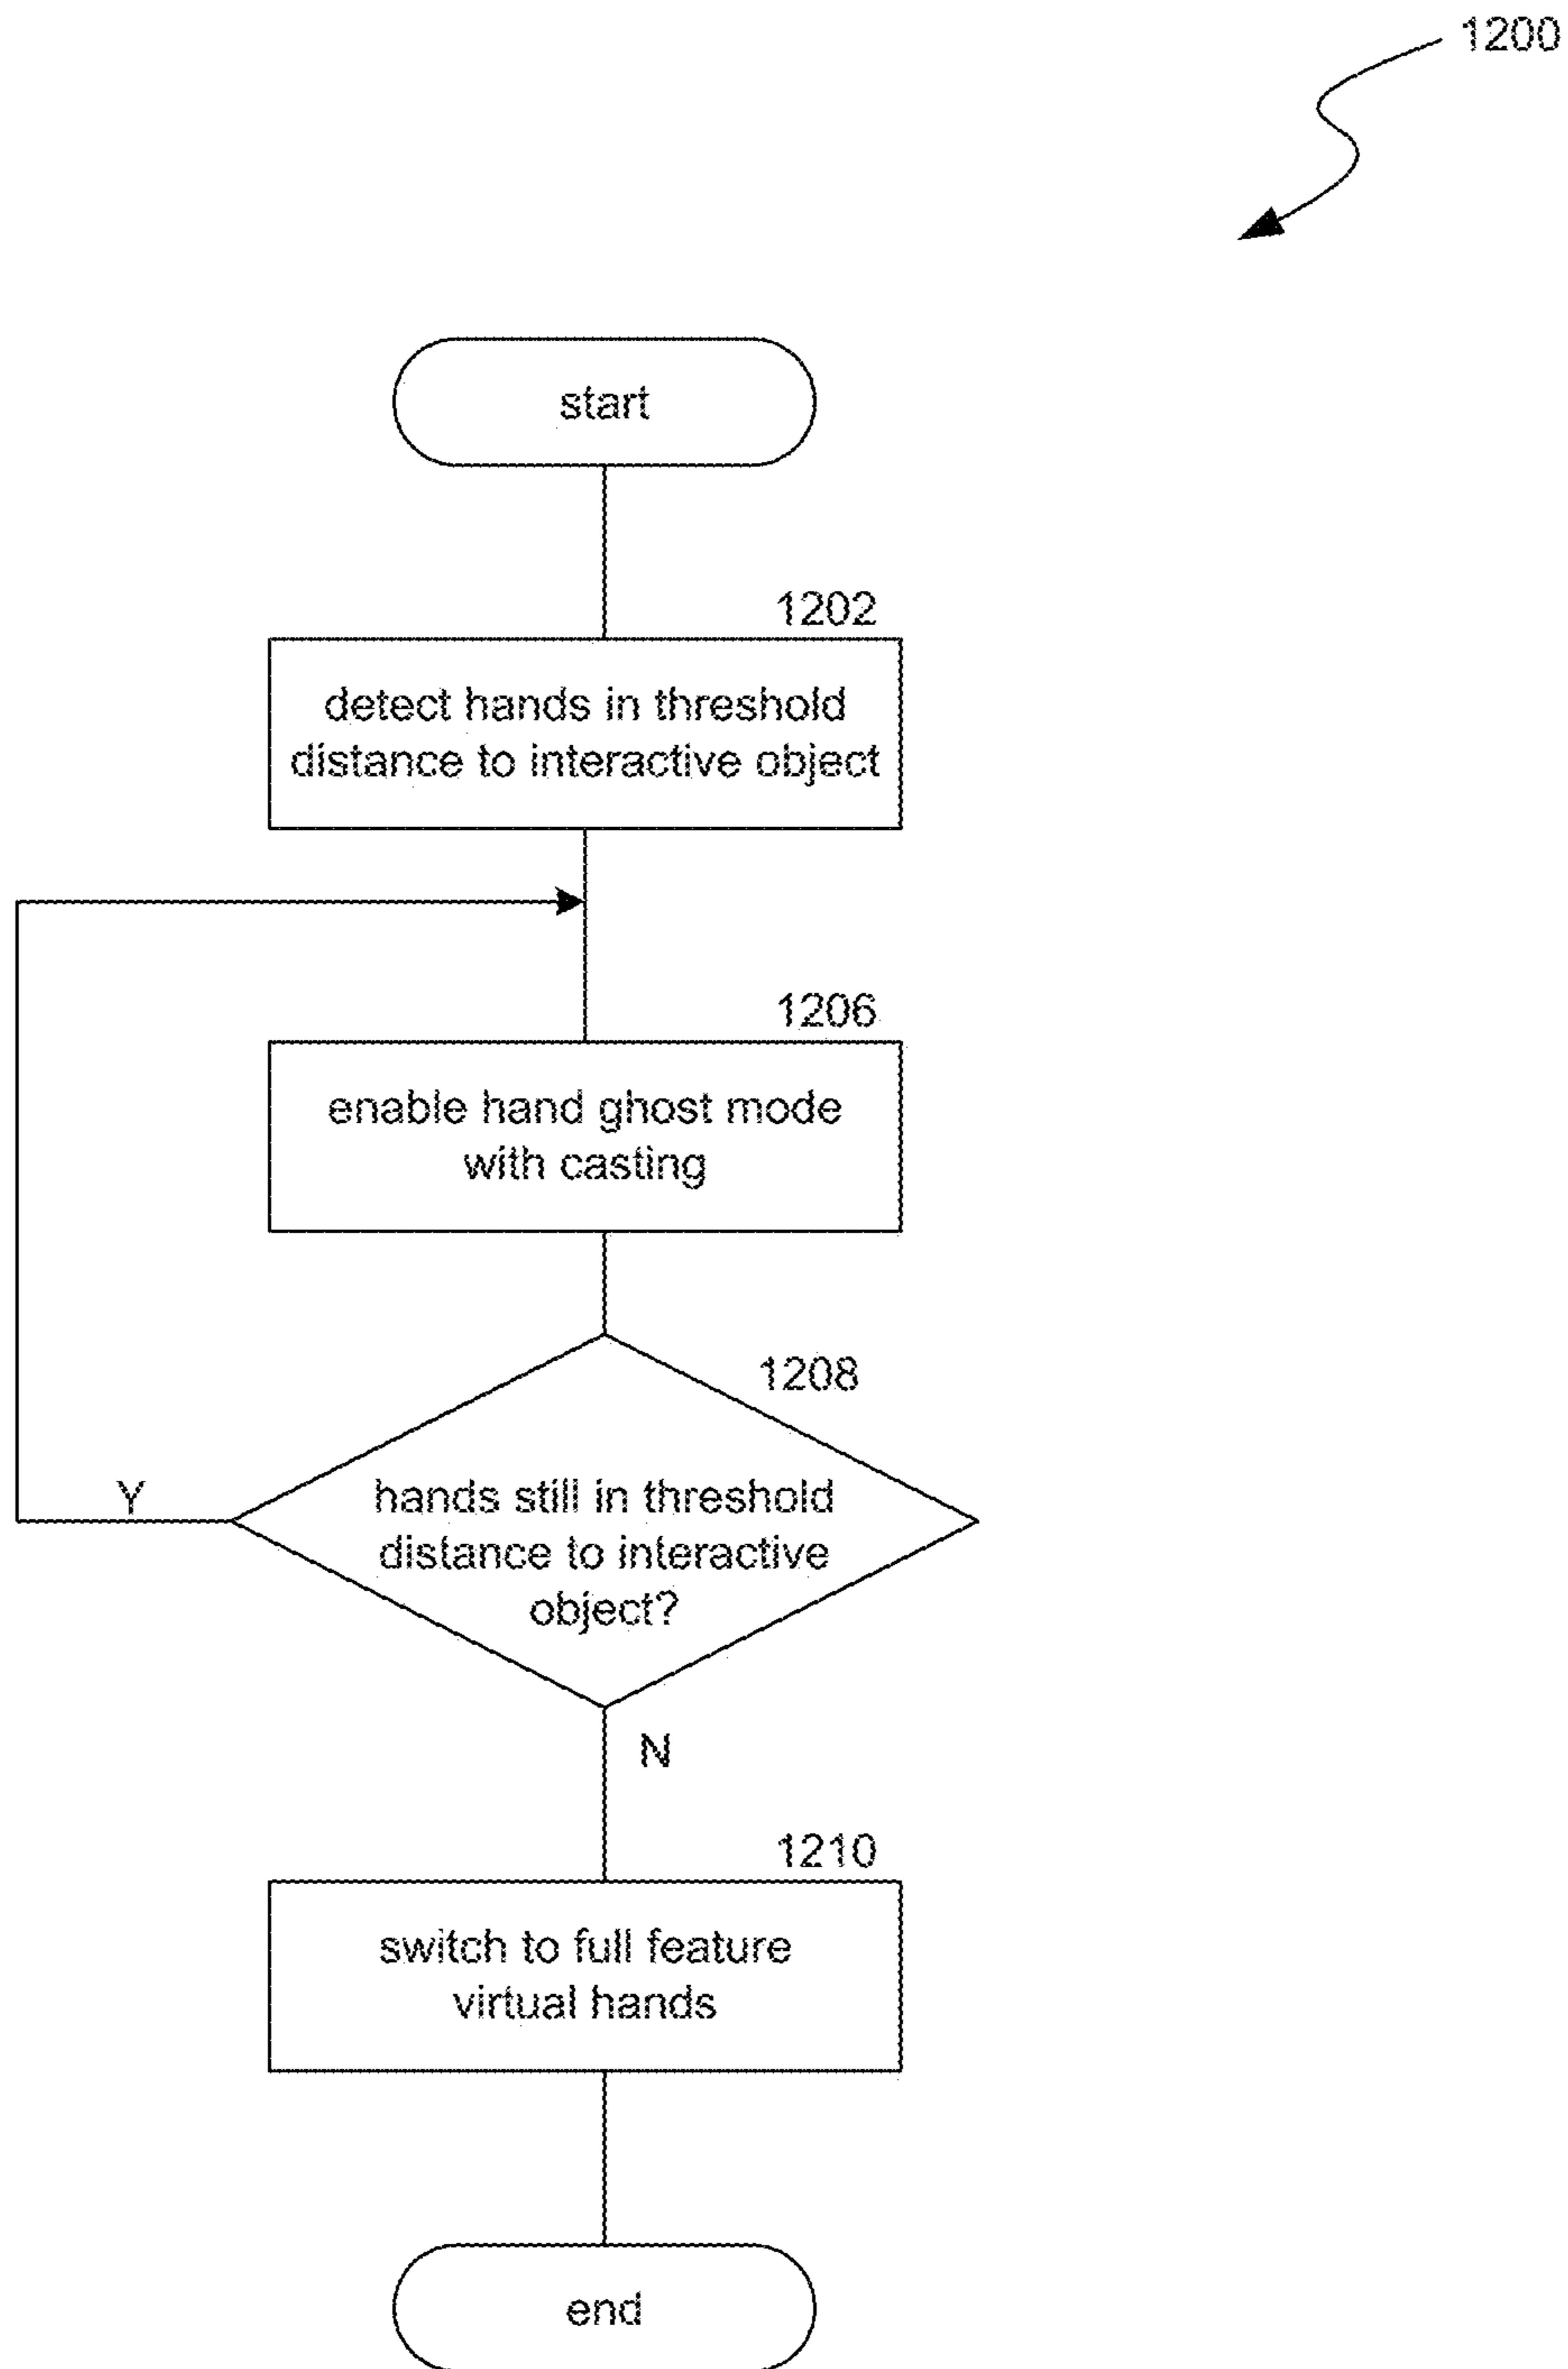 1200
start
1202
detect hands in threshold
distance to interactive object
1206
enable hand ghost mode
with casting
1208
hands still in threshold
distance to interactive
object?
Y
N
1210
switch to full feature
virtual hands
end